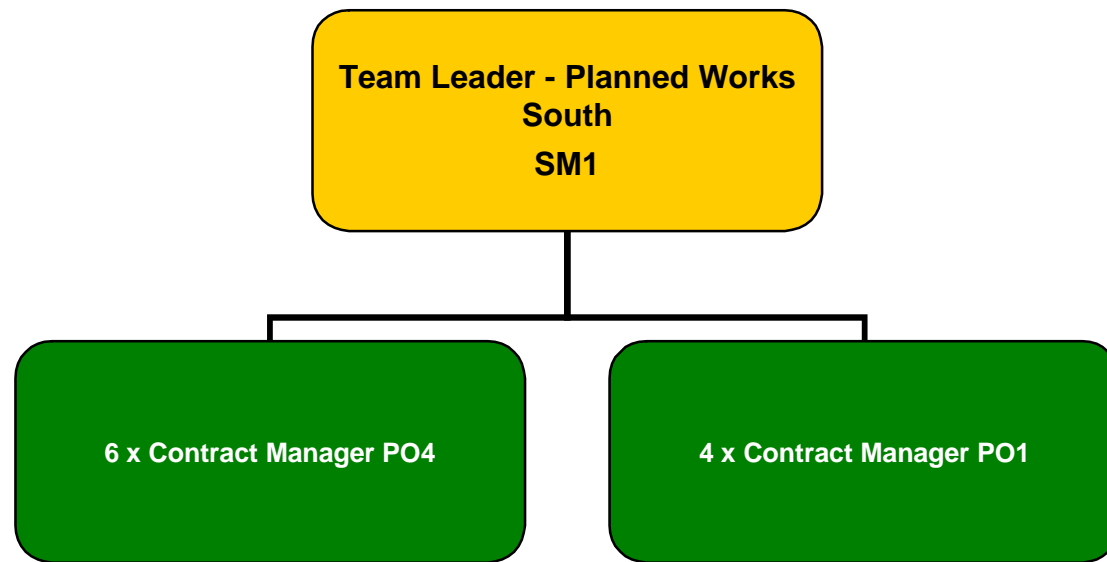 Team Leader - Planned Works
South
SM1
6 x Contract Manager PO4
4 x Contract Manager PO1